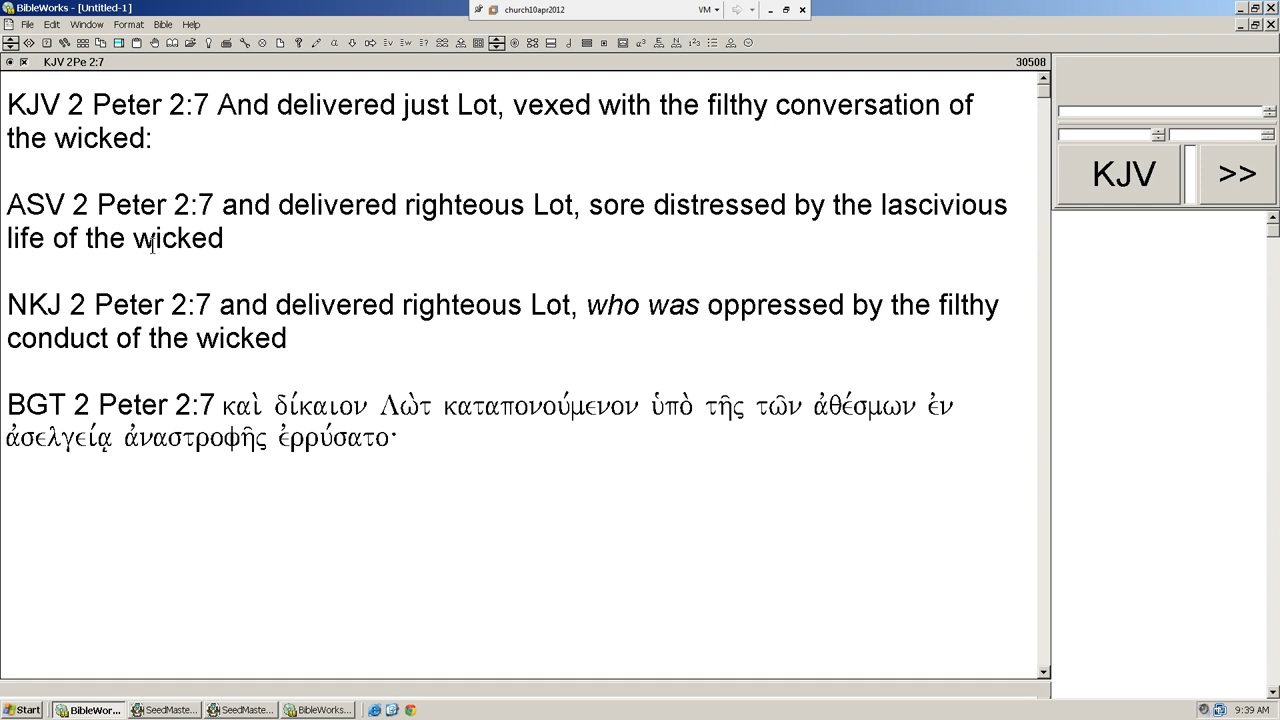 BibleWorks - [Untitled-1]
church10apr2012
VM
File Edit Window Format Bible Help
KJV 2Pe 2:7 30508
KJV 2 Peter 2:7 And delivered just Lot, vexed with the filthy conversation of
the wicked:
ASV 2 Peter 2:7 and delivered righteous Lot, sore distressed by the lascivious
life of the wicked
NKJ 2 Peter 2:7 and delivered righteous Lot, who was oppressed by the filthy
conduct of the wicked
BGT 2 Peter 2:7 καὶ δίκαιον Λὼτ καταπονούμενον ὑπὸ τῆς τῶν ἀθέσμων ἐν
ἀσελγείᾳ ἀναστροφῆς ἐρρύσατο·
KJV >>
Start BibleWor... SeedMaste... SeedMaste... BibleWorks... 9:39 AM